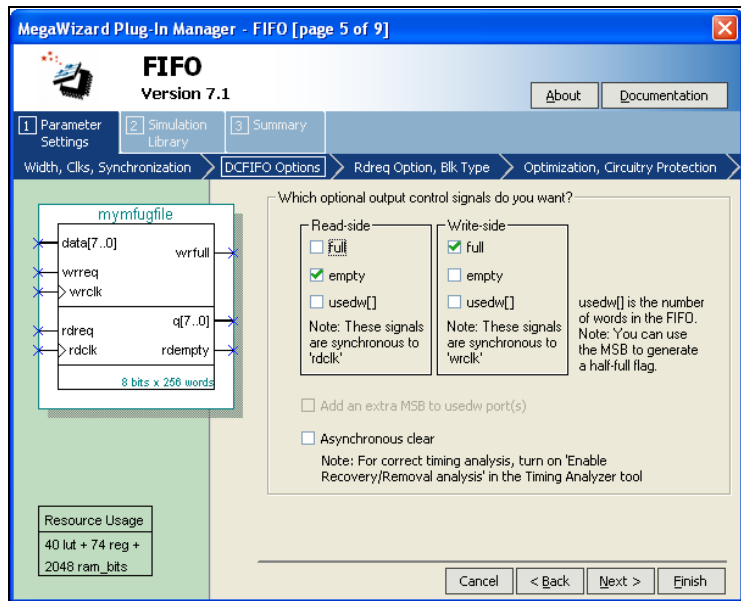 MegaWizard Plug-In Manager - FIFO [page 5 of 9]
FIFO
Version 7.1
About
Documentation
1 Parameter Settings
2 Simulation Library
3 Summary
Width, Clks, Synchronization
DCFIFO Options
Rdreq Option, Blk Type
Optimization, Circuitry Protection
mymfugfile
data[7..0]
wrfull
wrreq
wrclk
rdreq
q[7..0]
rdclk
rdempty
8 bits x 256 words
Resource Usage
40 lut + 74 reg +
2048 ram_bits
Which optional output control signals do you want?
Read-side
full
empty
usedw[]
Note: These signals
are synchronous to
'rdclk'
Write-side
full
empty
usedw[]
Note: These signals
are synchronous to
'wrclk'
usedw[] is the number
of words in the FIFO.
Note: You can use
the MSB to generate
a half-full flag.
Add an extra MSB to usedw port(s)
Asynchronous clear
Note: For correct timing analysis, turn on 'Enable
Recovery/Removal analysis' in the Timing Analyzer tool
Cancel
< Back
Next >
Finish